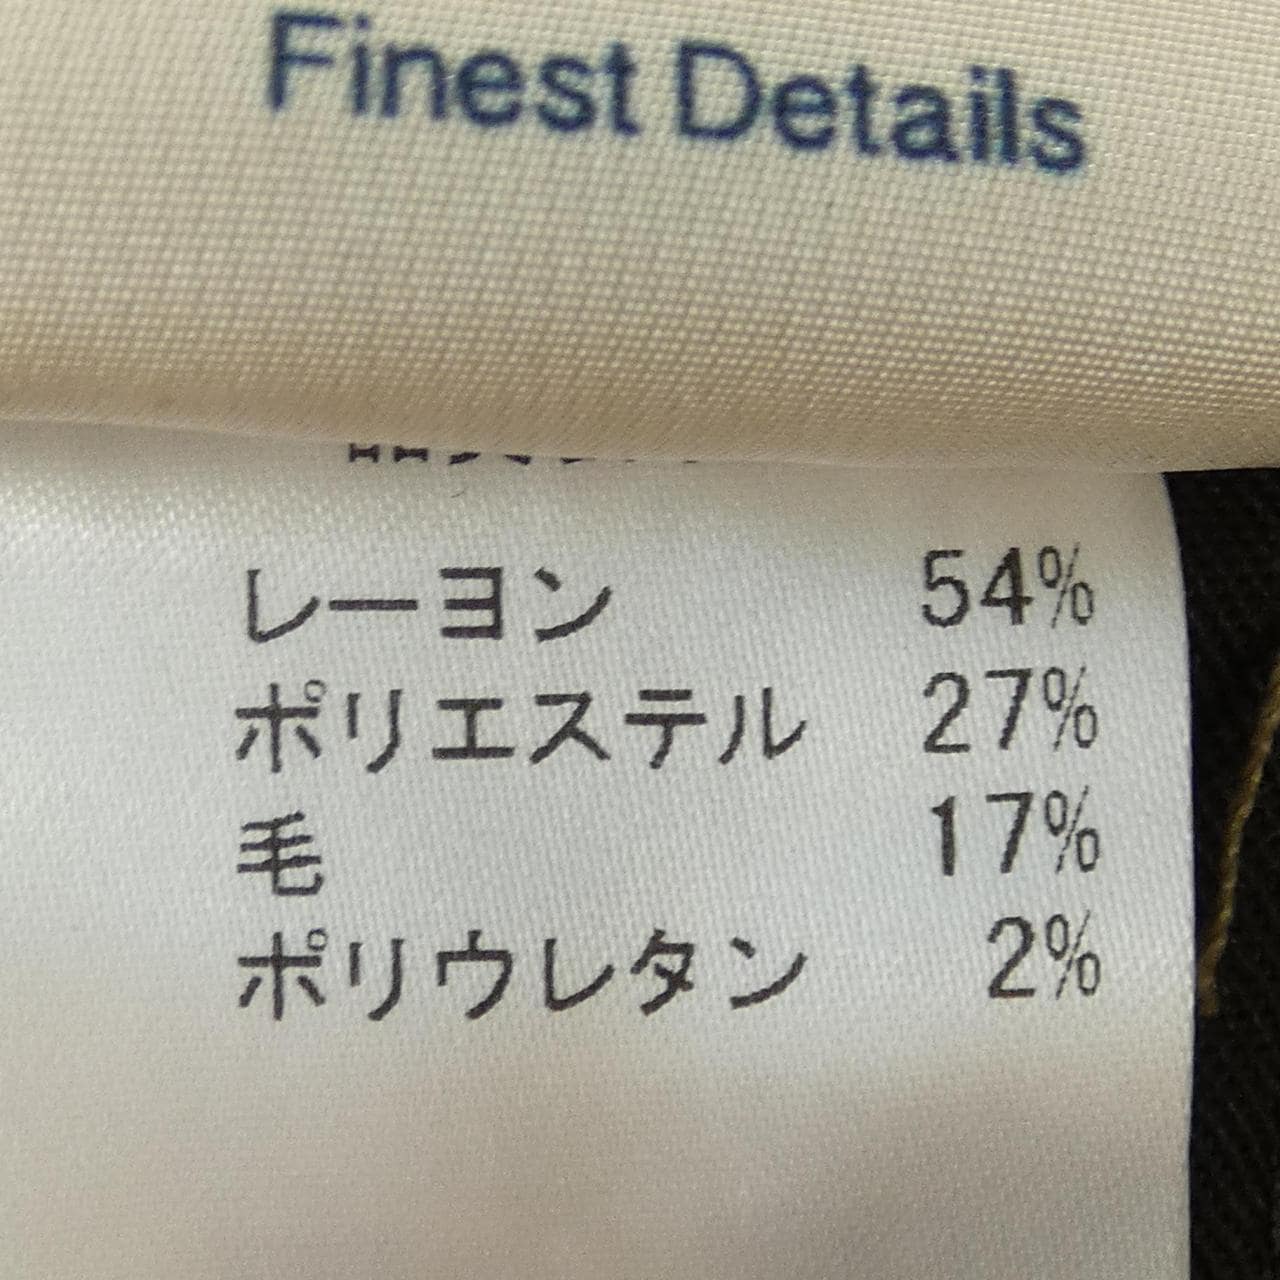 Finest Details
レーヨン 54%
ポリエステル 27%
毛 17%
ポリウレタン 2%